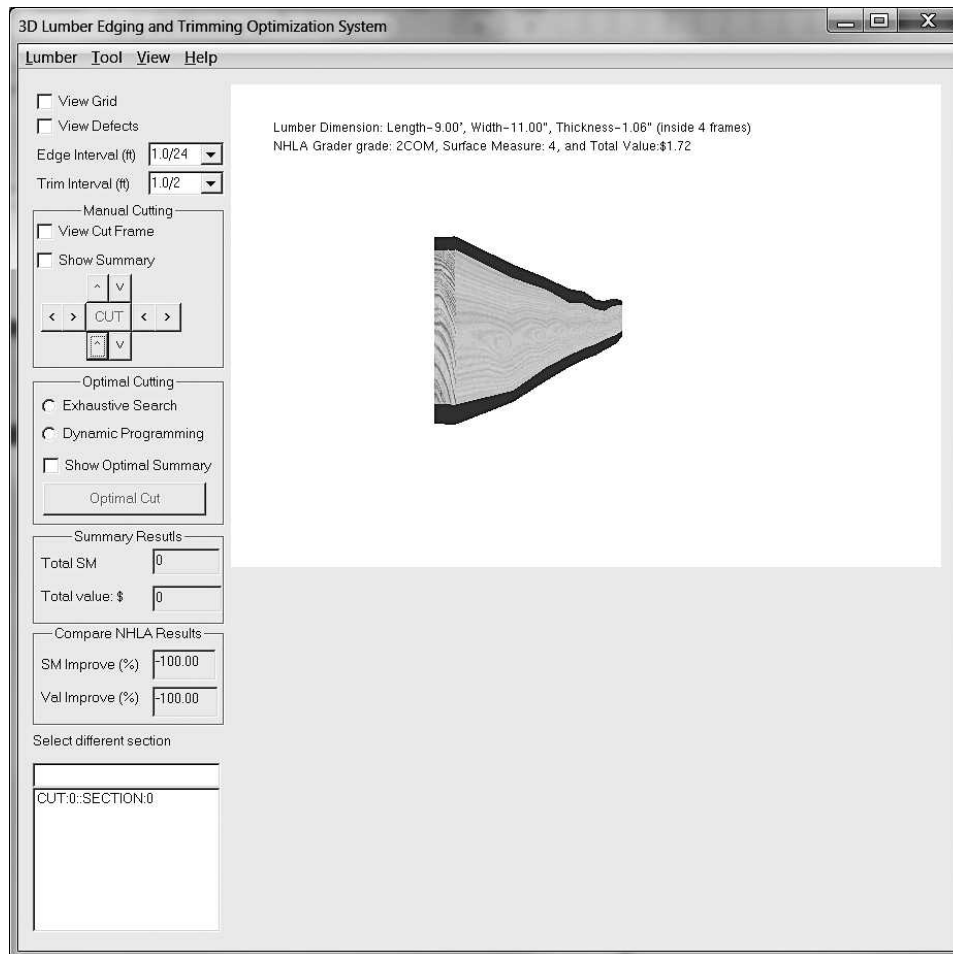 3D Lumber Edging and Trimming Optimization System
Lumber Tool View Help
View Grid
View Defects
Edge Interval (ft) 1.0/24
Trim Interval (ft) 1.0/2
Manual Cutting
View Cut Frame
Show Summary
^ v
< > CUT < >
^ v
Optimal Cutting
Exhaustive Search
Dynamic Programming
Show Optimal Summary
Optimal Cut
Summary Resutls
Total SM 0
Total value: $ 0
Compare NHLA Results
SM Improve (%) -100.00
Val Improve (%) -100.00
Select different section
CUT:0::SECTION:0
Lumber Dimension: Length-9.00', Width-11.00", Thickness-1.06" (inside 4 frames)
NHLA Grader grade: 2COM, Surface Measure: 4, and Total Value:$1.72